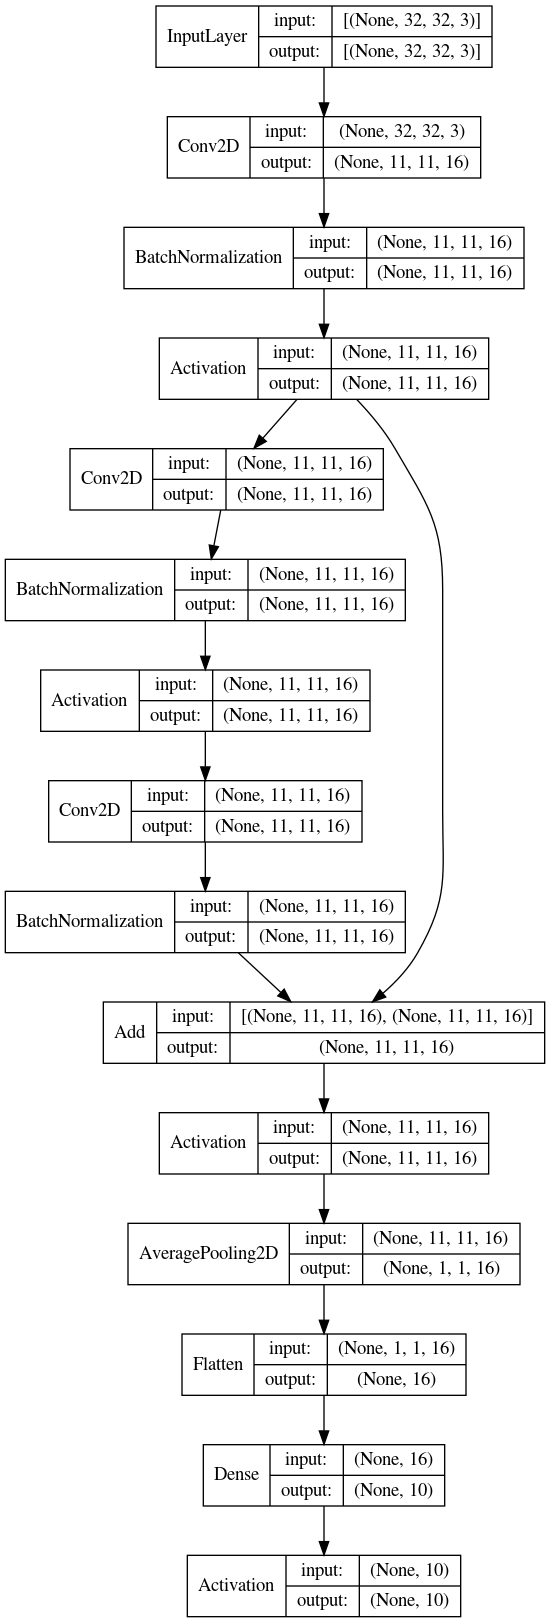 InputLayer
input: [(None, 32, 32, 3)]
output: [(None, 32, 32, 3)]
Conv2D
input: (None, 32, 32, 3)
output: (None, 11, 11, 16)
BatchNormalization
input: (None, 11, 11, 16)
output: (None, 11, 11, 16)
Activation
input: (None, 11, 11, 16)
output: (None, 11, 11, 16)
Conv2D
input: (None, 11, 11, 16)
output: (None, 11, 11, 16)
BatchNormalization
input: (None, 11, 11, 16)
output: (None, 11, 11, 16)
Activation
input: (None, 11, 11, 16)
output: (None, 11, 11, 16)
Conv2D
input: (None, 11, 11, 16)
output: (None, 11, 11, 16)
BatchNormalization
input: (None, 11, 11, 16)
output: (None, 11, 11, 16)
Add
input: [(None, 11, 11, 16), (None, 11, 11, 16)]
output: (None, 11, 11, 16)
Activation
input: (None, 11, 11, 16)
output: (None, 11, 11, 16)
AveragePooling2D
input: (None, 11, 11, 16)
output: (None, 1, 1, 16)
Flatten
input: (None, 1, 1, 16)
output: (None, 16)
Dense
input: (None, 16)
output: (None, 10)
Activation
input: (None, 10)
output: (None, 10)